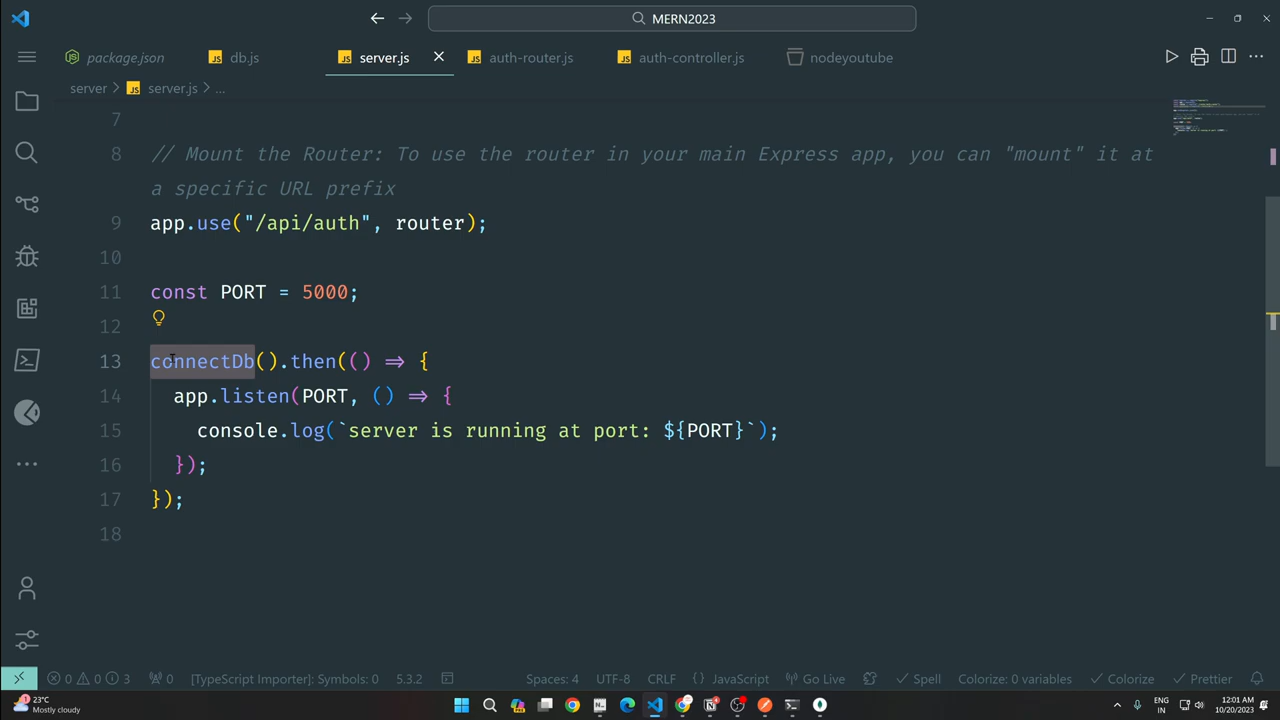 MERN2023
package.json
JS db.js
JS server.js
JS auth-router.js
JS auth-controller.js
nodeyoutube
server > JS server.js > ...
7
8 // Mount the Router: To use the router in your main Express app, you can "mount" it at
a specific URL prefix
9 app.use("/api/auth", router);
10
11 const PORT = 5000;
12
13 connectDb().then(() => {
14 app.listen(PORT, () => {
15 console.log(`server is running at port: ${PORT}`);
16 });
17 });
18
0 0 3 0 [TypeScript Importer]: Symbols: 0 5.3.2 Spaces: 4 UTF-8 CRLF {} JavaScript Go Live Spell Colorize: 0 variables Colorize Prettier
23°C
Mostly cloudy
ENG
IN
12:01 AM
10/20/2023